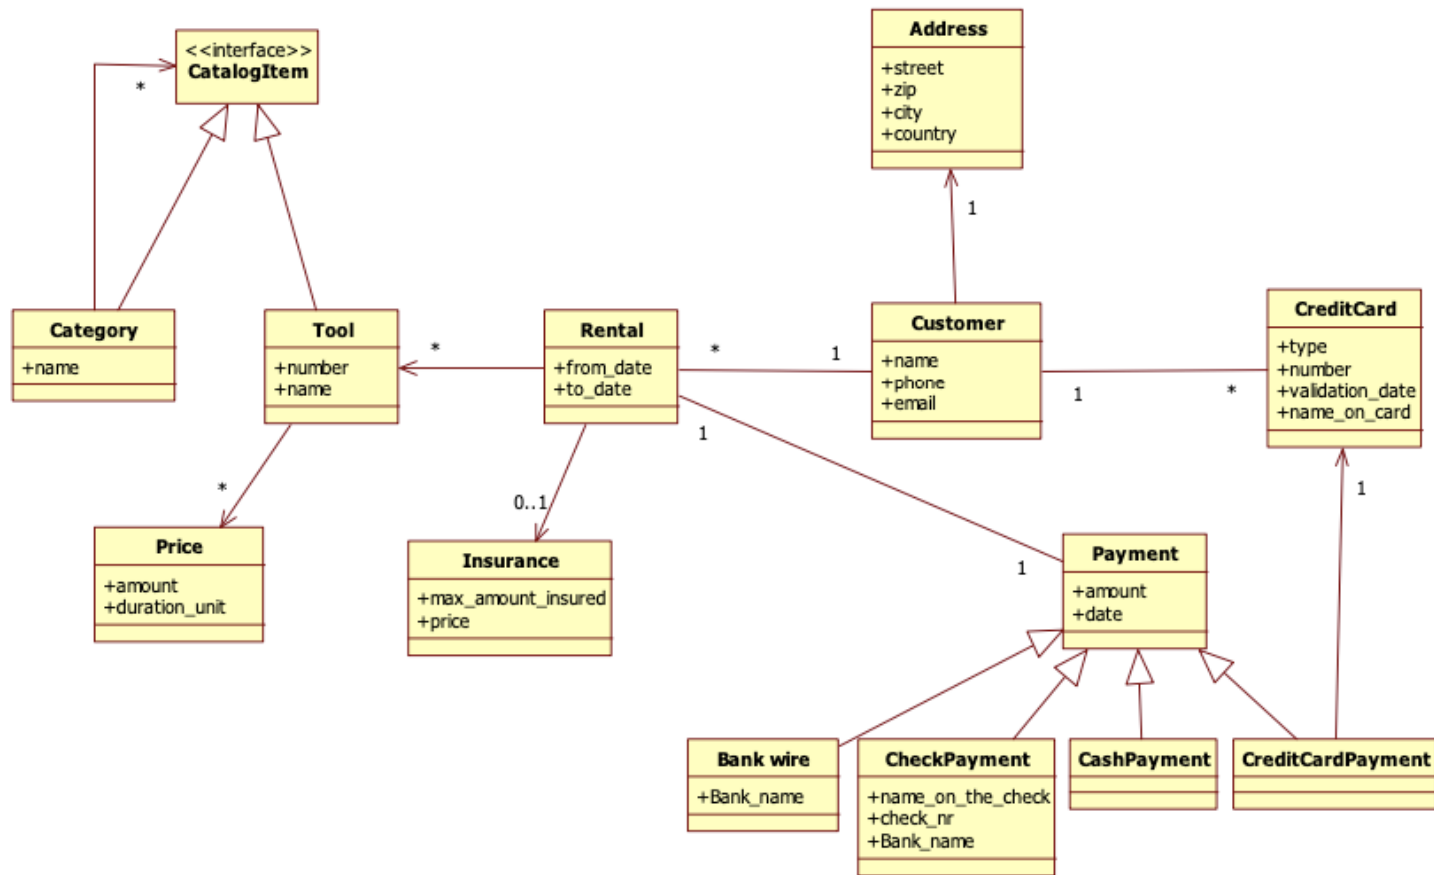 <<interface>>
CatalogItem
*
Address
+street
+zip
+city
+country
1
Category
+name
Tool
+number
+name
*
Rental
+from_date
+to_date
*
1
Customer
+name
+phone
+email
1
*
CreditCard
+type
+number
+validation_date
+name_on_card
1
1
*
0..1
1
Price
+amount
+duration_unit
Insurance
+max_amount_insured
+price
Payment
+amount
+date
Bank wire
+Bank_name
CheckPayment
+name_on_the_check
+check_nr
+Bank_name
CashPayment
CreditCardPayment